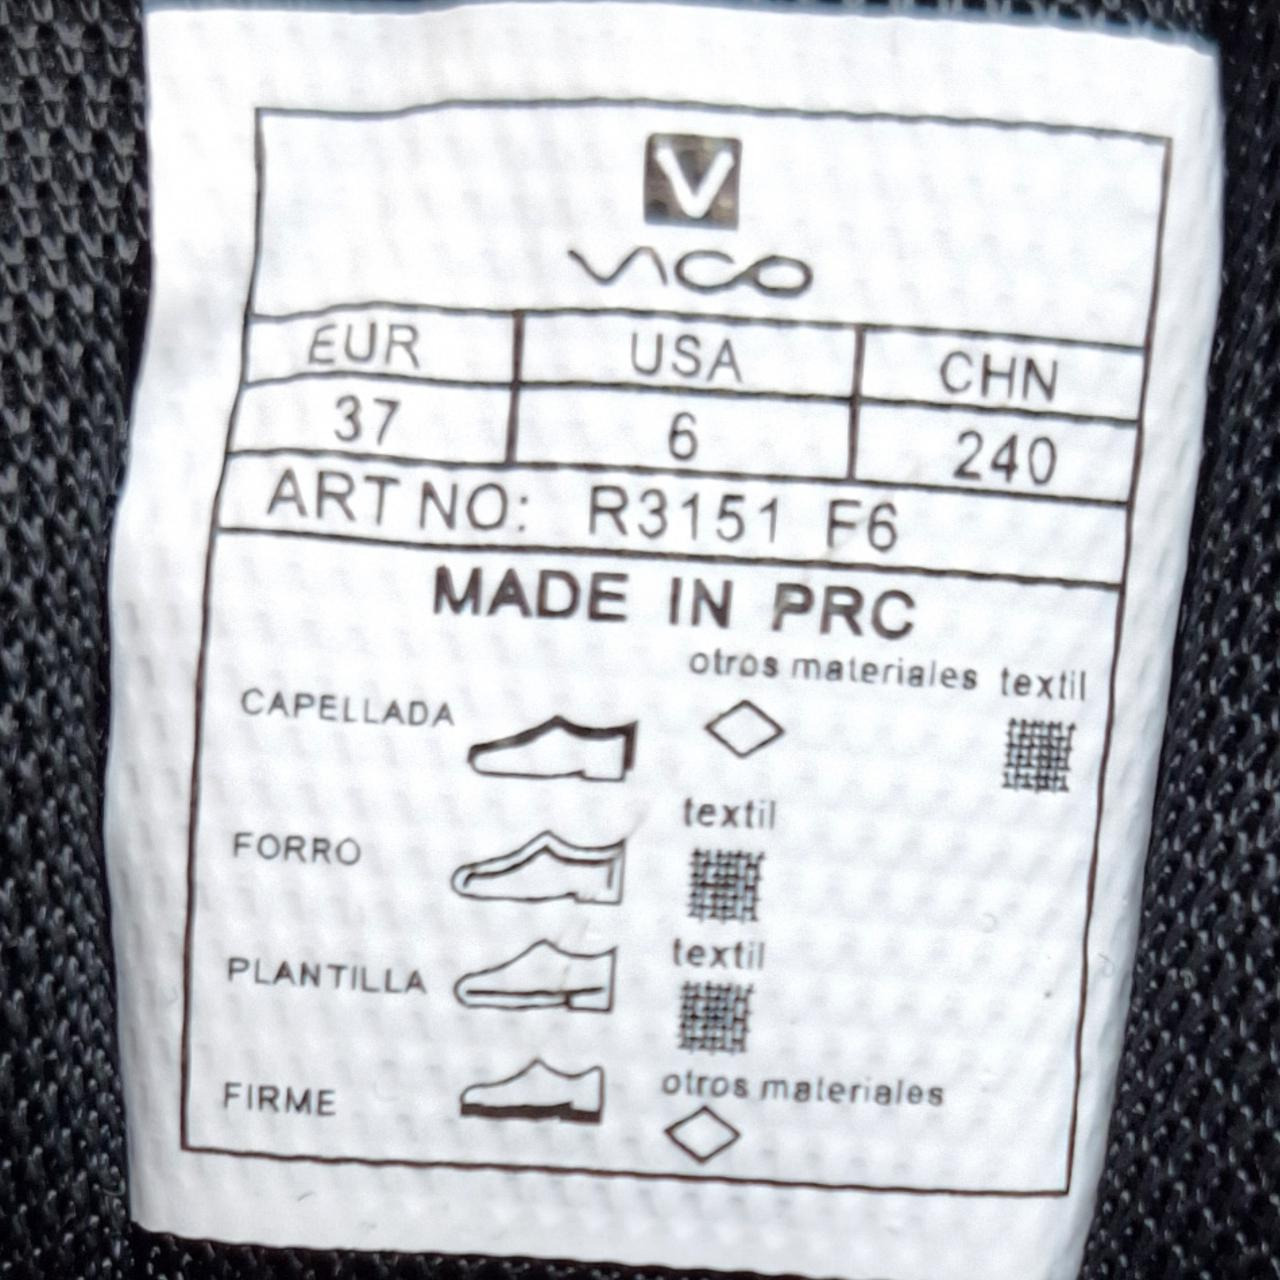 V
VICO
EUR USA CHN
37 6 240
ART NO: R3151 F6
MADE IN PRC
otros materiales textil
CAPELLADA
textil
FORRO
textil
PLANTILLA
otros materiales
FIRME